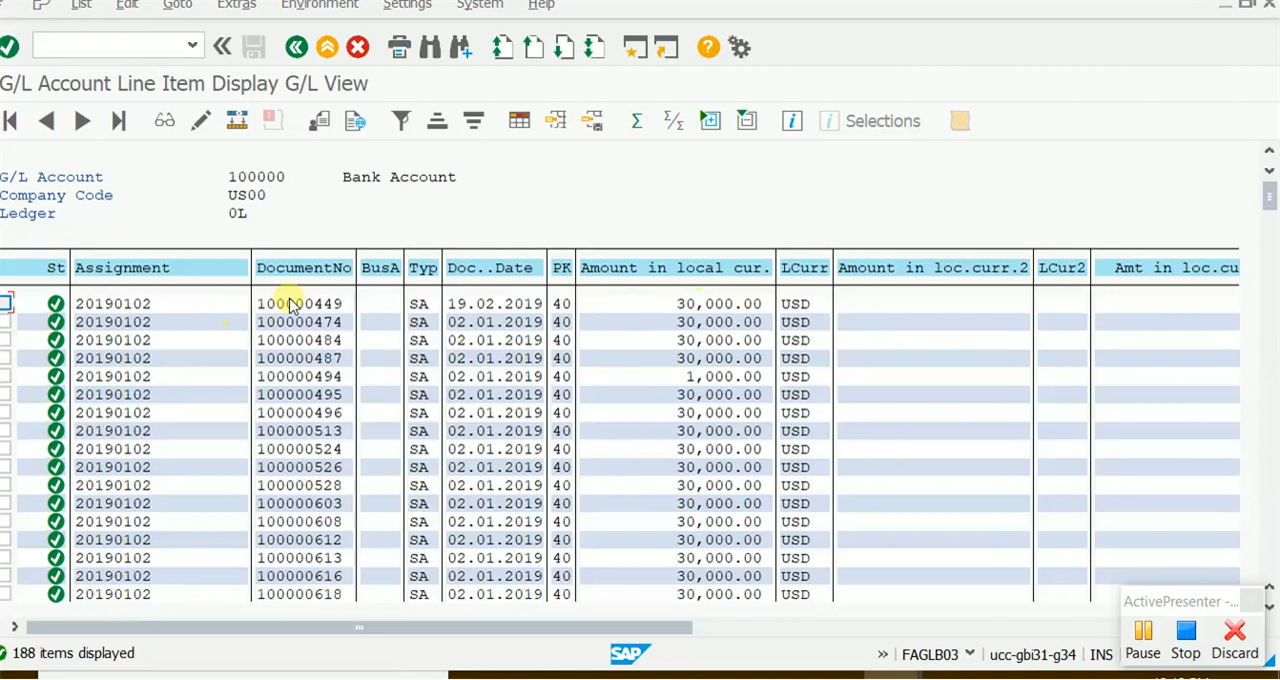 List Edit Goto Extras Environment Settings System Help
G/L Account Line Item Display G/L View
Selections
G/L Account 100000 Bank Account
Company Code US00
Ledger 0L
St Assignment DocumentNo BusA Typ Doc..Date PK Amount in local cur. LCurr Amount in loc.curr.2 LCur2 Amt in loc.cu
20190102 100000449 SA 19.02.2019 40 30,000.00 USD
20190102 100000474 SA 02.01.2019 40 30,000.00 USD
20190102 100000484 SA 02.01.2019 40 30,000.00 USD
20190102 100000487 SA 02.01.2019 40 30,000.00 USD
20190102 100000494 SA 02.01.2019 40 1,000.00 USD
20190102 100000495 SA 02.01.2019 40 30,000.00 USD
20190102 100000496 SA 02.01.2019 40 30,000.00 USD
20190102 100000513 SA 02.01.2019 40 30,000.00 USD
20190102 100000524 SA 02.01.2019 40 30,000.00 USD
20190102 100000526 SA 02.01.2019 40 30,000.00 USD
20190102 100000528 SA 02.01.2019 40 30,000.00 USD
20190102 100000603 SA 02.01.2019 40 30,000.00 USD
20190102 100000608 SA 02.01.2019 40 30,000.00 USD
20190102 100000612 SA 02.01.2019 40 30,000.00 USD
20190102 100000613 SA 02.01.2019 40 30,000.00 USD
20190102 100000616 SA 02.01.2019 40 30,000.00 USD
20190102 100000618 SA 02.01.2019 40 30,000.00 USD
ActivePresenter -...
Pause Stop Discard
188 items displayed SAP » FAGLB03 ucc-gbi31-g34 INS